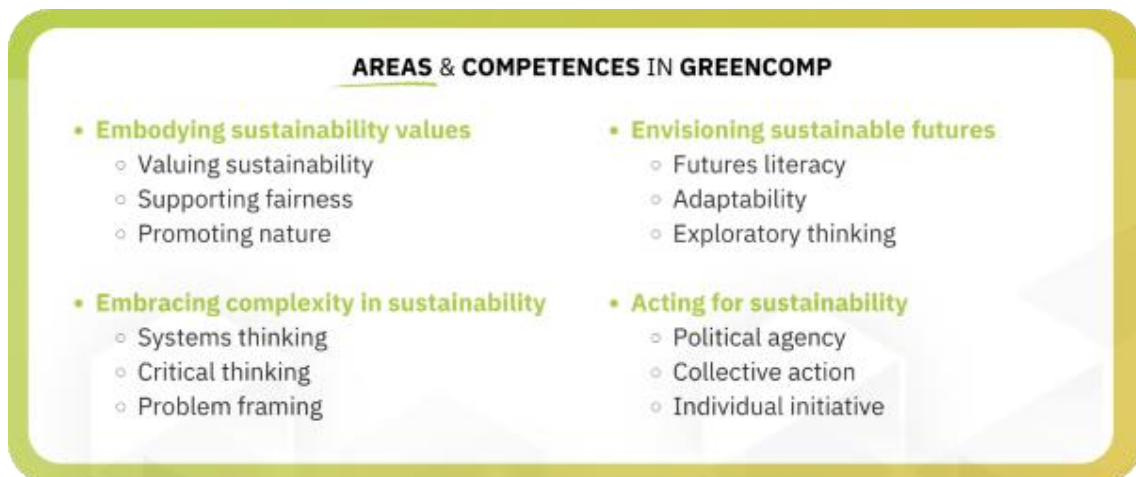 AREAS & COMPETENCES IN GREENCOMP
• Embodying sustainability values
○ Valuing sustainability
○ Supporting fairness
○ Promoting nature
• Embracing complexity in sustainability
○ Systems thinking
○ Critical thinking
○ Problem framing
• Envisioning sustainable futures
○ Futures literacy
○ Adaptability
○ Exploratory thinking
• Acting for sustainability
○ Political agency
○ Collective action
○ Individual initiative